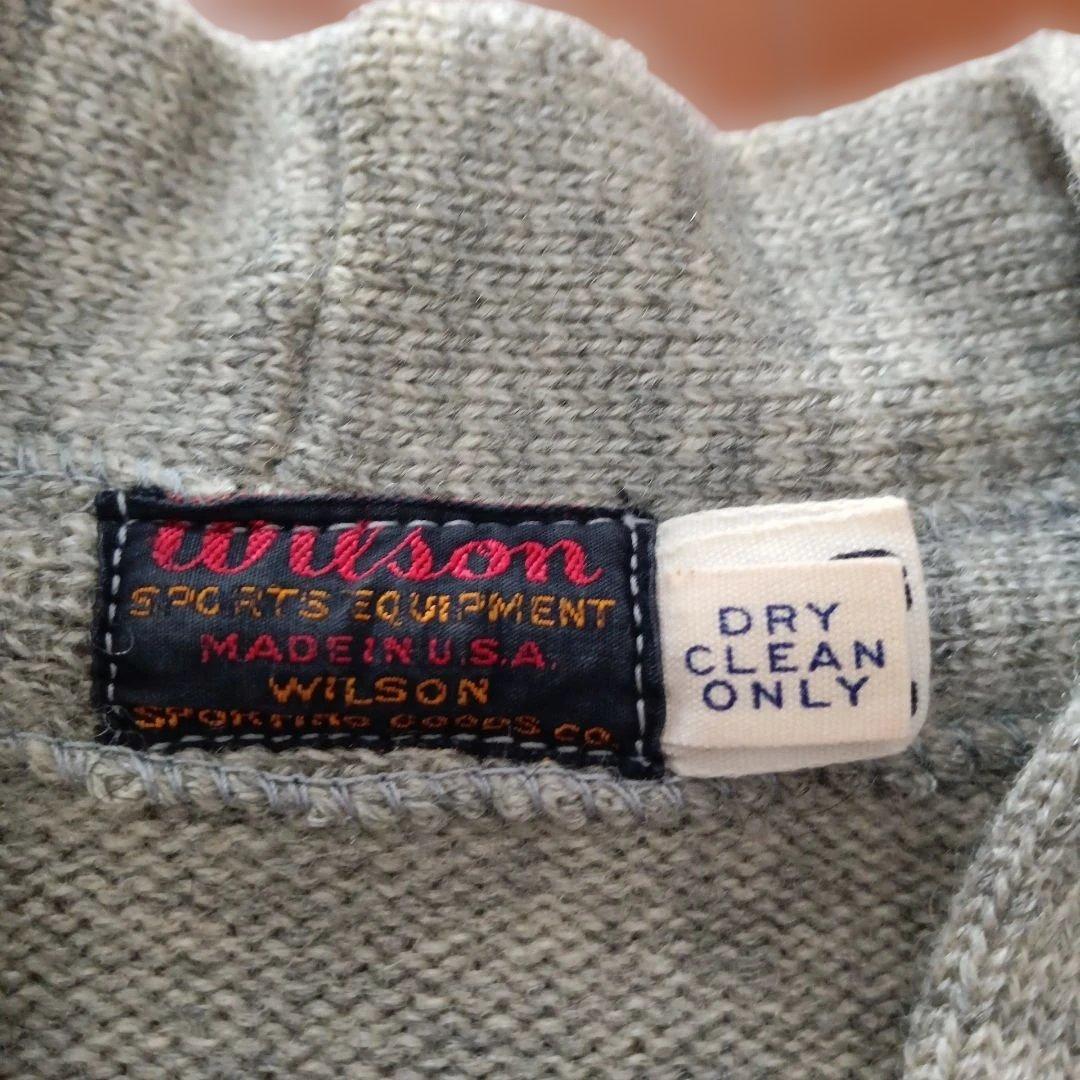 Wilson
SPORTS EQUIPMENT
MADE IN U.S.A.
WILSON
SPORTING GOODS CO.
DRY
CLEAN
ONLY